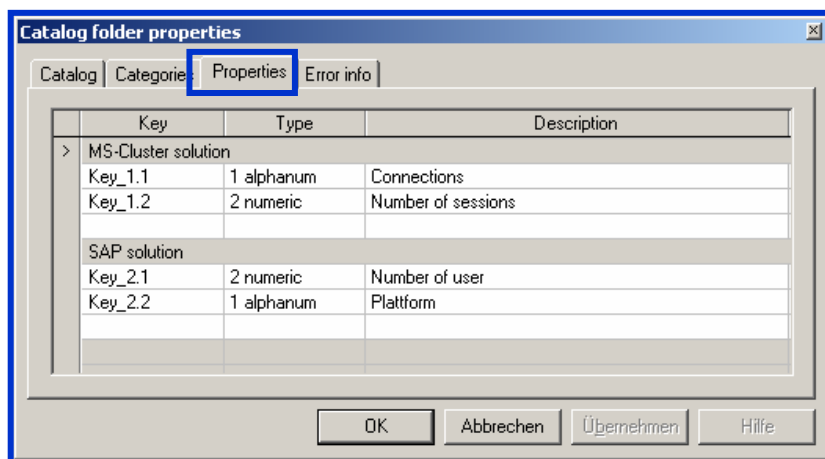 Catalog folder properties
Catalog Categories Properties Error info
Key Type Description
> MS-Cluster solution
Key_1.1 1 alphanum Connections
Key_1.2 2 numeric Number of sessions
SAP solution
Key_2.1 2 numeric Number of user
Key_2.2 1 alphanum Plattform
OK Abbrechen Übernehmen Hilfe